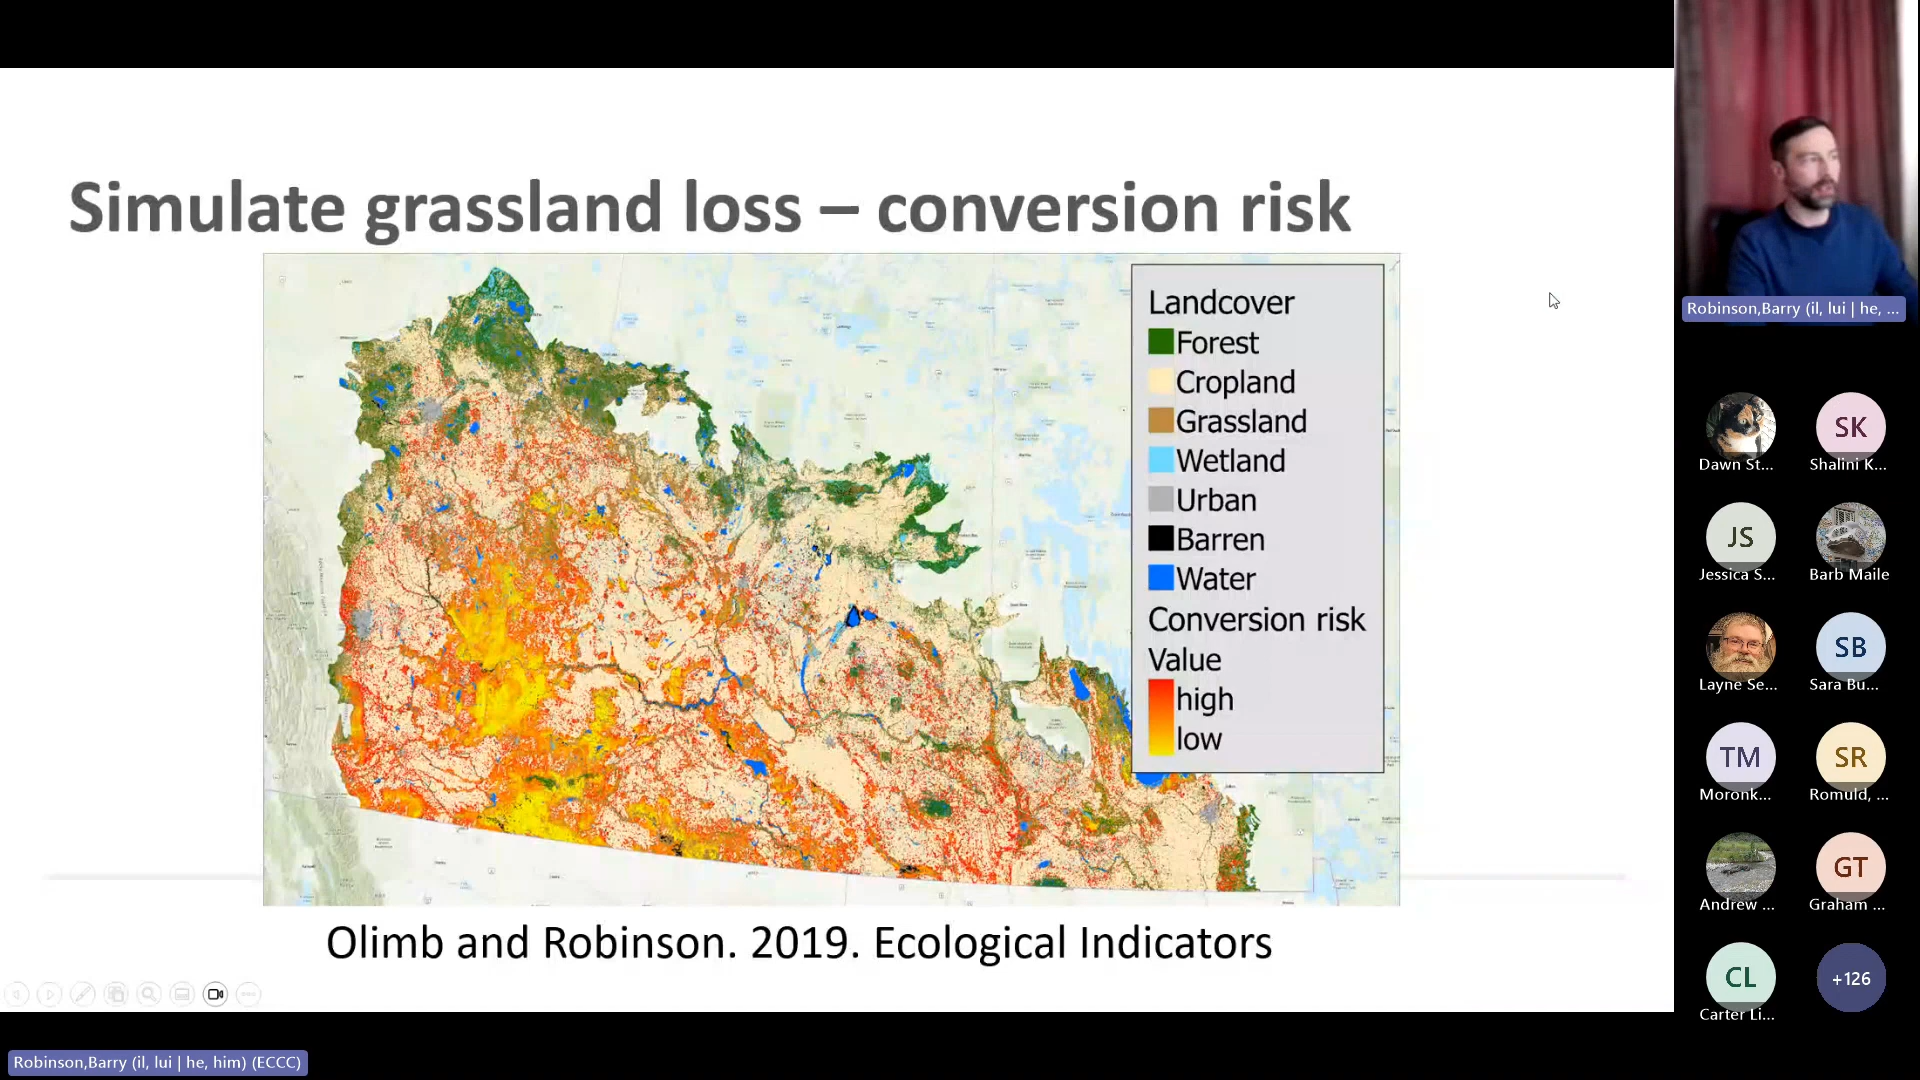 Simulate grassland loss – conversion risk
Landcover
Forest
Cropland
Grassland
Wetland
Urban
Barren
Water
Conversion risk
Value
high
low
Olimb and Robinson. 2019. Ecological Indicators
Robinson,Barry (il, lui | he, him) (ECCC)
Robinson,Barry (il, lui | he, ...
Dawn St...
SK
Shalini K...
JS
Jessica S...
Barb Maile
Layne Se...
SB
Sara Bu...
TM
Moronk...
SR
Romuld, ...
Andrew ...
GT
Graham ...
CL
Carter Li...
+126